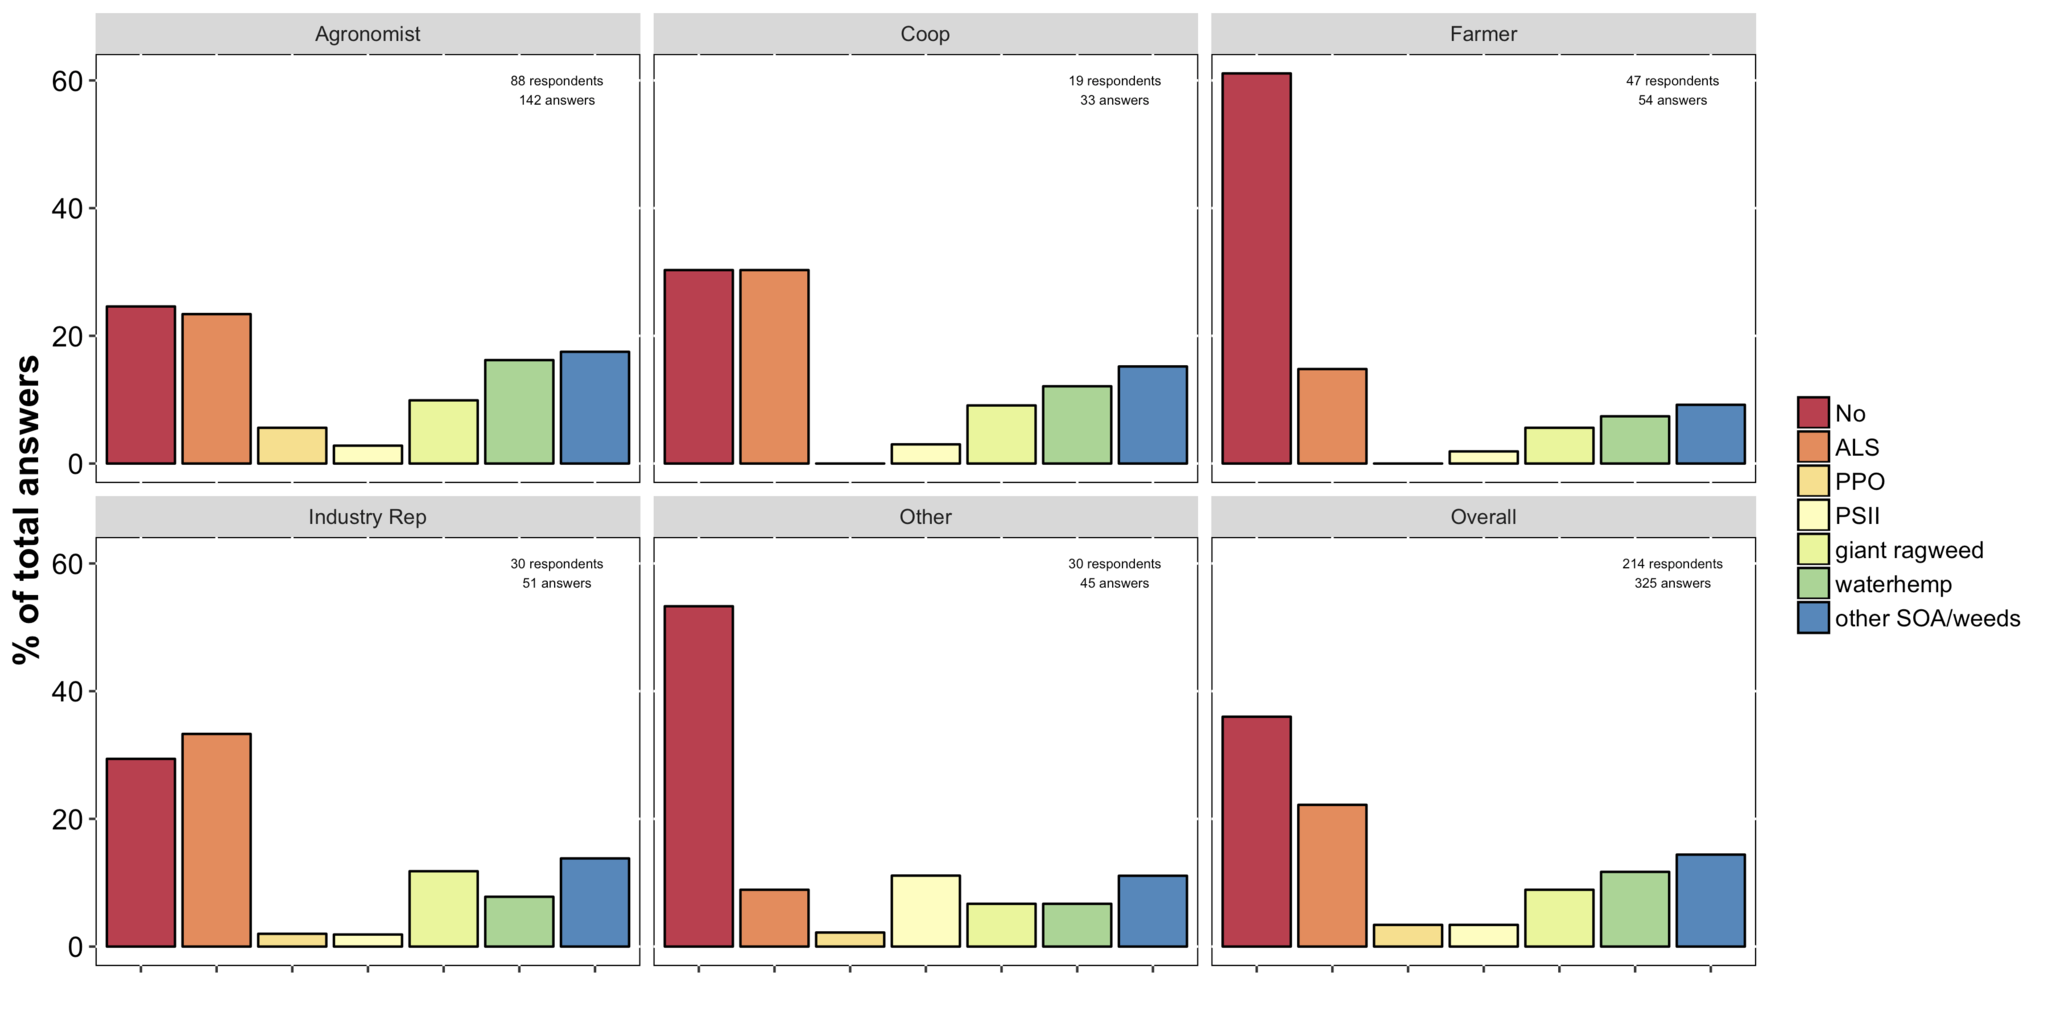 % of total answers
Agronomist
88 respondents
142 answers
60
40
20
0
Coop
19 respondents
33 answers
Farmer
47 respondents
54 answers
Industry Rep
30 respondents
51 answers
60
40
20
0
Other
30 respondents
45 answers
Overall
214 respondents
325 answers
No
ALS
PPO
PSII
giant ragweed
waterhemp
other SOA/weeds